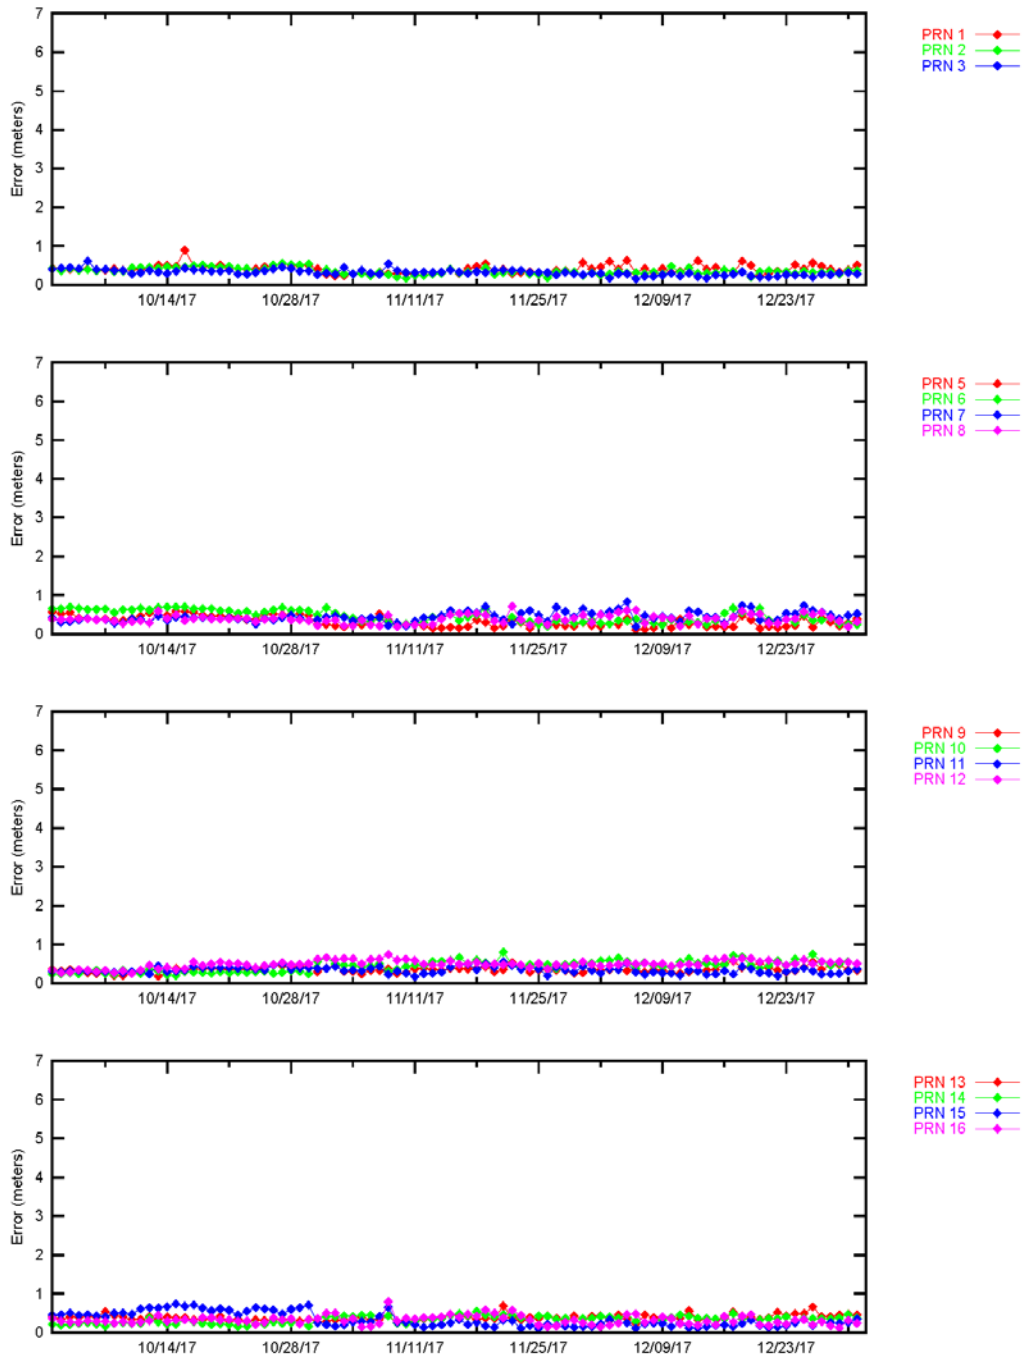 7
6
5
4
3
2
1
0
Error (meters)
10/14/17
10/28/17
11/11/17
11/25/17
12/09/17
12/23/17
PRN 1
PRN 2
PRN 3
7
6
5
4
3
2
1
0
Error (meters)
10/14/17
10/28/17
11/11/17
11/25/17
12/09/17
12/23/17
PRN 5
PRN 6
PRN 7
PRN 8
7
6
5
4
3
2
1
0
Error (meters)
10/14/17
10/28/17
11/11/17
11/25/17
12/09/17
12/23/17
PRN 9
PRN 10
PRN 11
PRN 12
7
6
5
4
3
2
1
0
Error (meters)
10/14/17
10/28/17
11/11/17
11/25/17
12/09/17
12/23/17
PRN 13
PRN 14
PRN 15
PRN 16